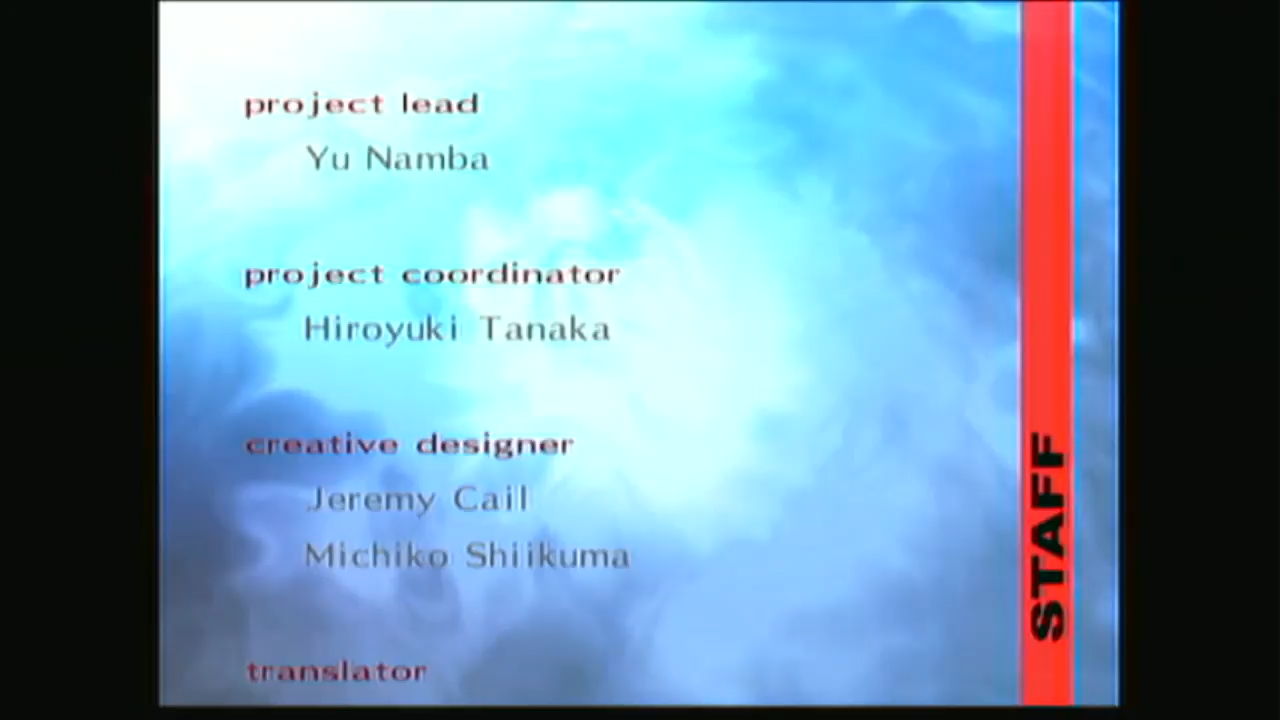 project lead
Yu Namba
project coordinator
Hiroyuki Tanaka
creative designer
Jeremy Cail
Michiko Shiikuma
translator
STAFF